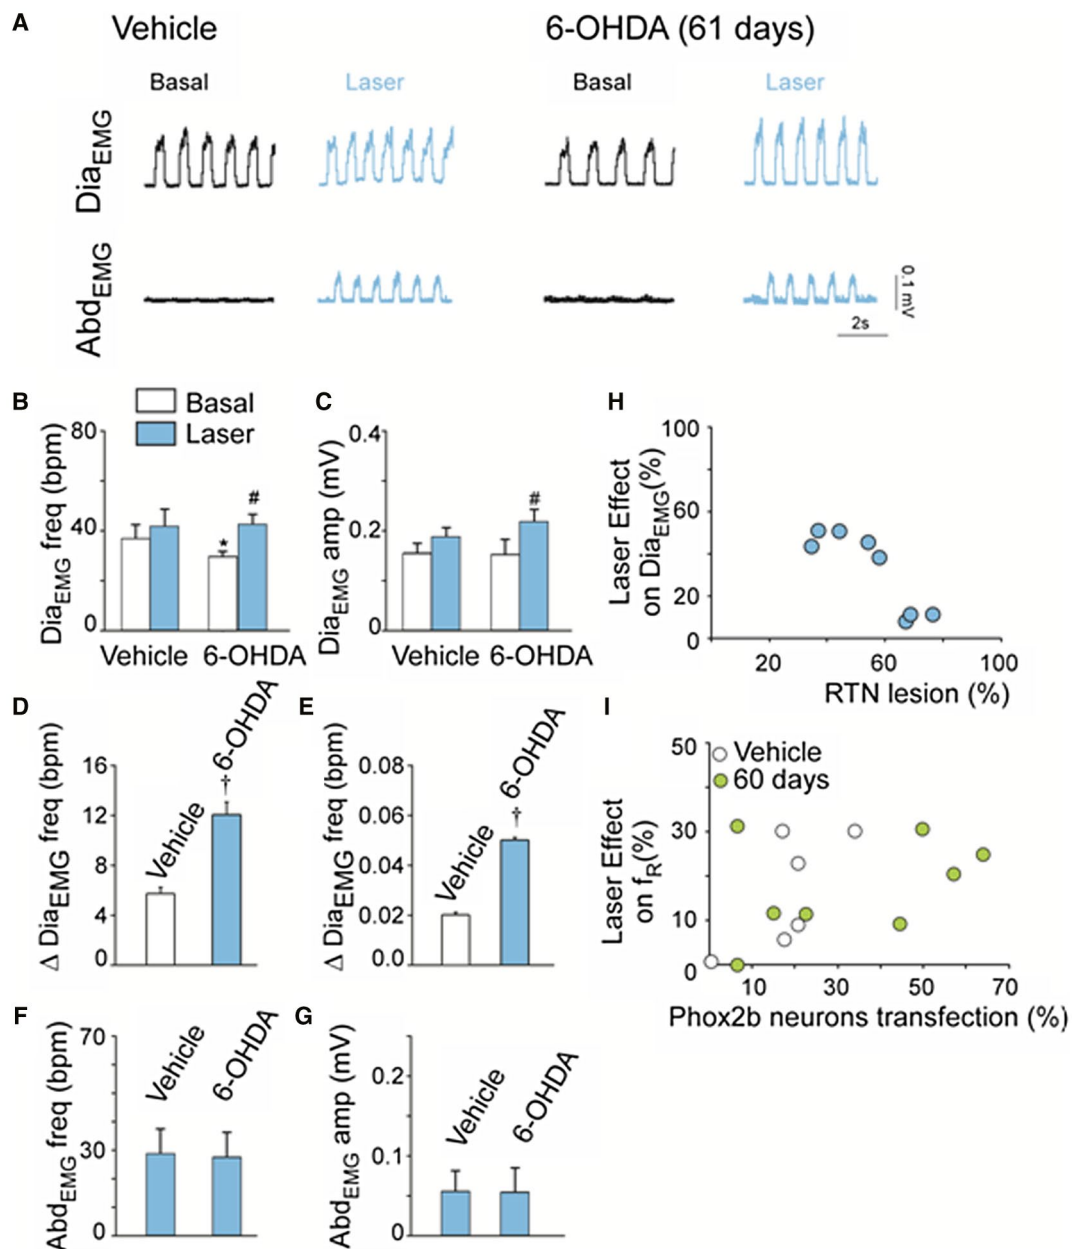 A
Vehicle
6-OHDA (61 days)
Basal
Laser
Basal
Laser
DiaEMG
AbdEMG
0.1 mV
2s
B
Basal
Laser
80
40
0
DiaEMG freq (bpm)
*
#
Vehicle
6-OHDA
C
0.4
0.2
0
DiaEMG amp (mV)
#
Vehicle
6-OHDA
H
100
60
20
0
Laser Effect
on DiaEMG(%)
20
60
100
RTN lesion (%)
D
16
12
8
4
0
Δ DiaEMG freq (bpm)
Vehicle
† 6-OHDA
E
0.08
0.06
0.04
0.02
0.0
Δ DiaEMG freq (bpm)
Vehicle
† 6-OHDA
I
50
30
10
0
Laser Effect
on fR(%)
Vehicle
60 days
10
30
50
70
Phox2b neurons transfection (%)
F
70
30
0
AbdEMG freq (bpm)
Vehicle
6-OHDA
G
0.2
0.1
0
AbdEMG amp (mV)
Vehicle
6-OHDA